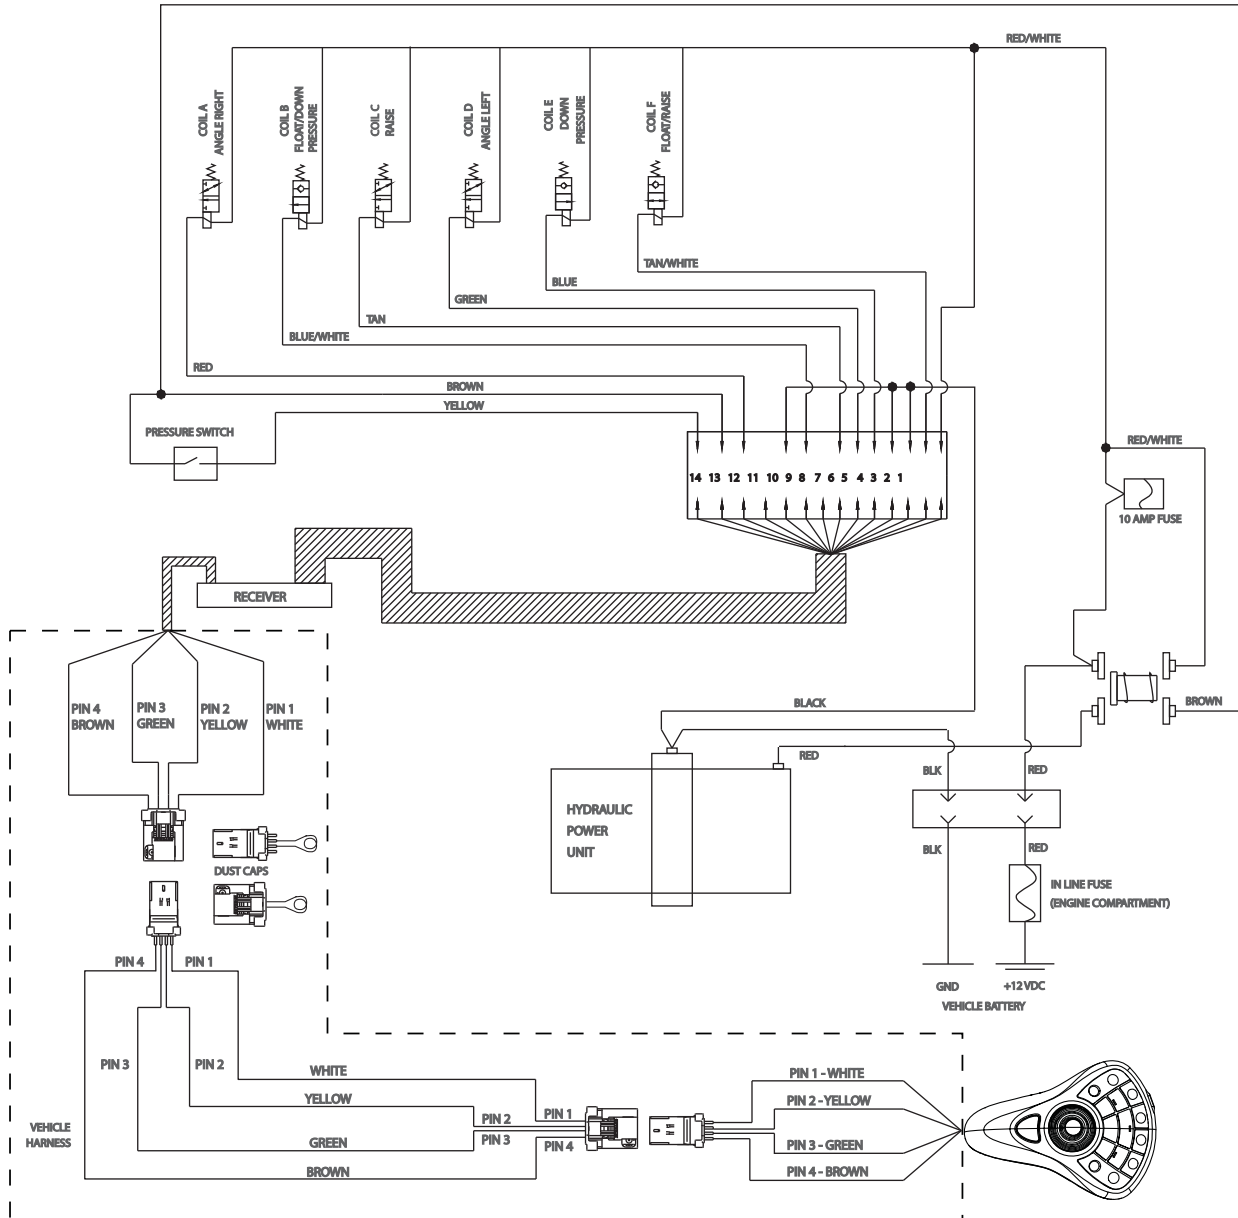 RED/WHITE
COIL A
ANGLE RIGHT
COIL B
FLOAT/DOWN
PRESSURE
COIL C
RAISE
COIL D
ANGLE LEFT
COIL E
DOWN
PRESSURE
COIL F
FLOAT/RAISE
TAN/WHITE
BLUE
GREEN
TAN
BLUE/WHITE
RED
BROWN
YELLOW
PRESSURE SWITCH
RED/WHITE
14 13 12 11 10 9 8 7 6 5 4 3 2 1
10 AMP FUSE
RECEIVER
PIN 4
BROWN
PIN 3
GREEN
PIN 2
YELLOW
PIN 1
WHITE
BLACK
BROWN
RED
BLK
RED
HYDRAULIC
POWER
UNIT
BLK
RED
DUST CAPS
IN LINE FUSE
(ENGINE COMPARTMENT)
PIN 4
PIN 1
GND
+12 VDC
VEHICLE BATTERY
PIN 3
PIN 2
WHITE
PIN 1 - WHITE
YELLOW
PIN 2 - YELLOW
PIN 1
PIN 2
VEHICLE
HARNESS
GREEN
PIN 3
PIN 4
PIN 3 - GREEN
BROWN
PIN 4 - BROWN